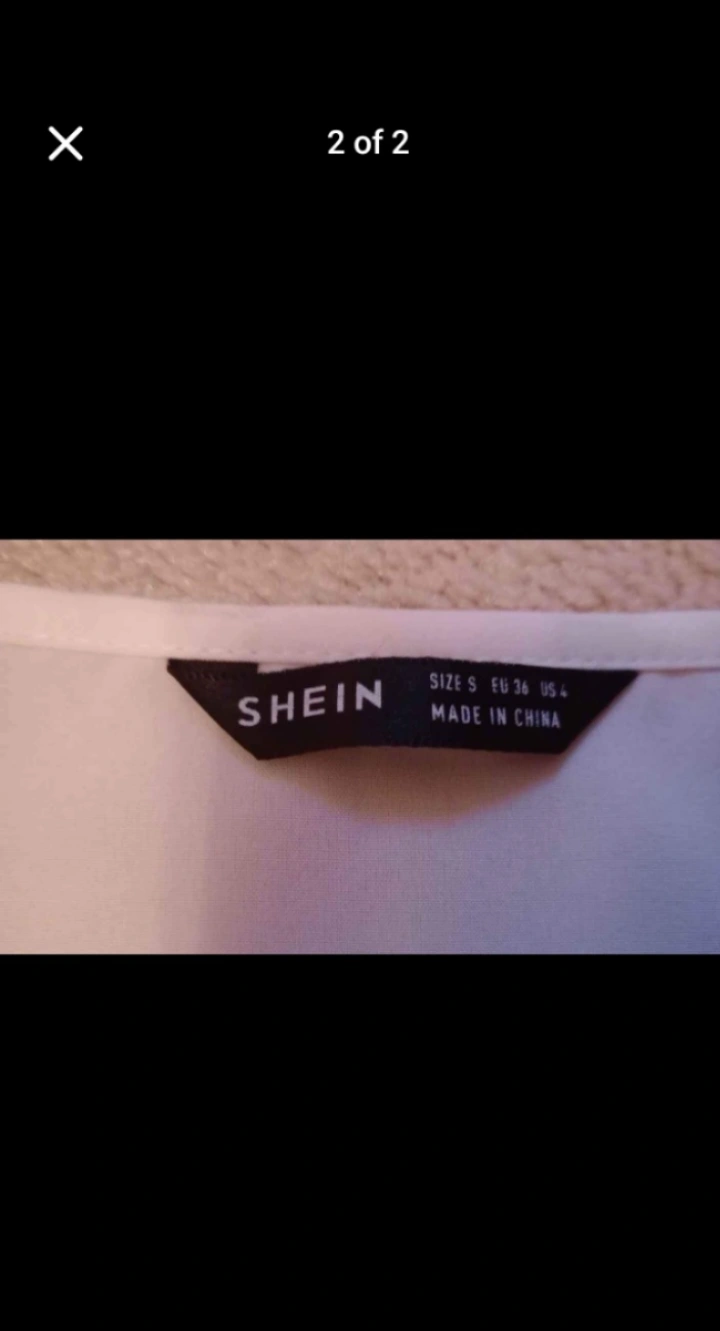 2 of 2
SHEIN
SIZE S EU 36 US 4
MADE IN CHINA